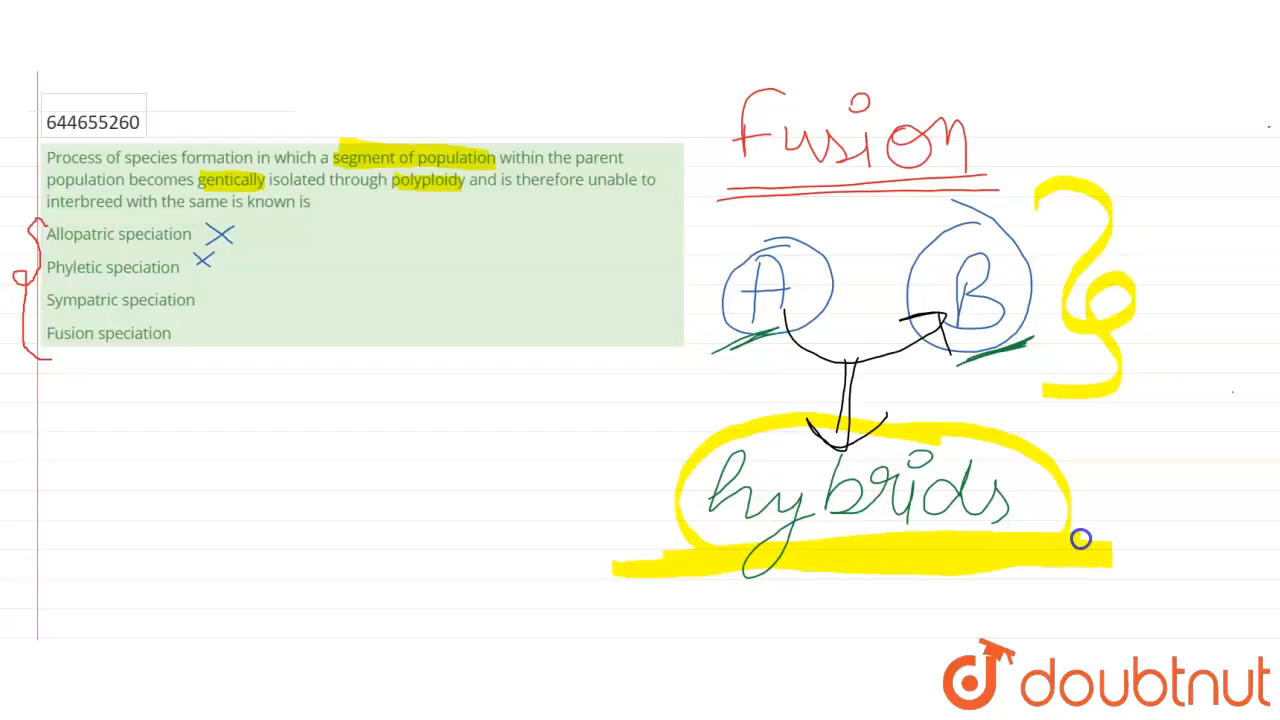 644655260
Process of species formation in which a segment of population within the parent
population becomes gentically isolated through polyploidy and is therefore unable to
interbreed with the same is known is
Allopatric speciation
Phyletic speciation
Sympatric speciation
Fusion speciation
Fusion
A B
hybrids
doubtnut